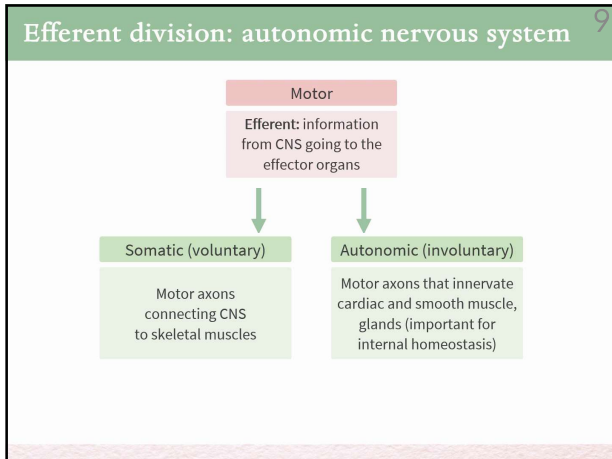 Efferent division: autonomic nervous system
9
Motor
Efferent: information
from CNS going to the
effector organs
Somatic (voluntary)
Motor axons
connecting CNS
to skeletal muscles
Autonomic (involuntary)
Motor axons that innervate
cardiac and smooth muscle,
glands (important for
internal homeostasis)